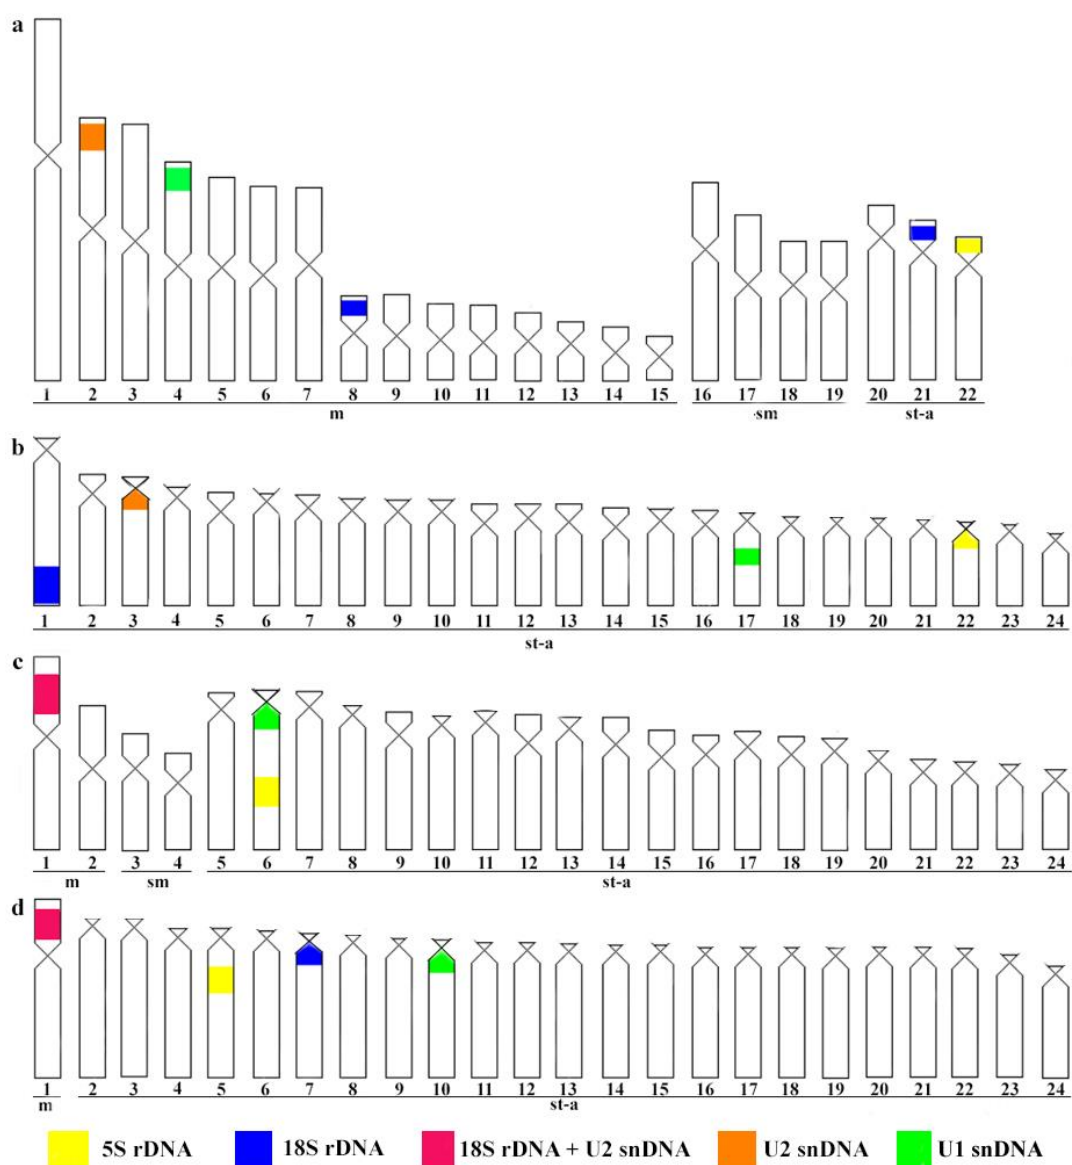 a
1 2 3 4 5 6 7 8 9 10 11 12 13 14 15 16 17 18 19 20 21 22
m sm st-a
b
1 2 3 4 5 6 7 8 9 10 11 12 13 14 15 16 17 18 19 20 21 22 23 24
st-a
c
1 2 3 4 5 6 7 8 9 10 11 12 13 14 15 16 17 18 19 20 21 22 23 24
m sm st-a
d
1 2 3 4 5 6 7 8 9 10 11 12 13 14 15 16 17 18 19 20 21 22 23 24
m st-a
5S rDNA 18S rDNA 18S rDNA + U2 snDNA U2 snDNA U1 snDNA